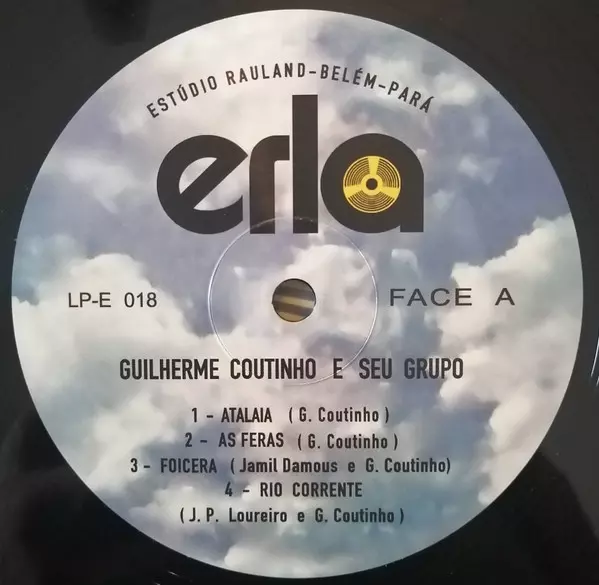 ESTÚDIO RAULAND-BELÉM-PARÁ
erla
LP-E 018
FACE A
GUILHERME COUTINHO E SEU GRUPO
1 - ATALAIA ( G. Coutinho )
2 - AS FERAS ( G. Coutinho )
3 - FOICERA ( Jamil Damous e G. Coutinho)
4 - RIO CORRENTE
( J. P. Loureiro e G. Coutinho )